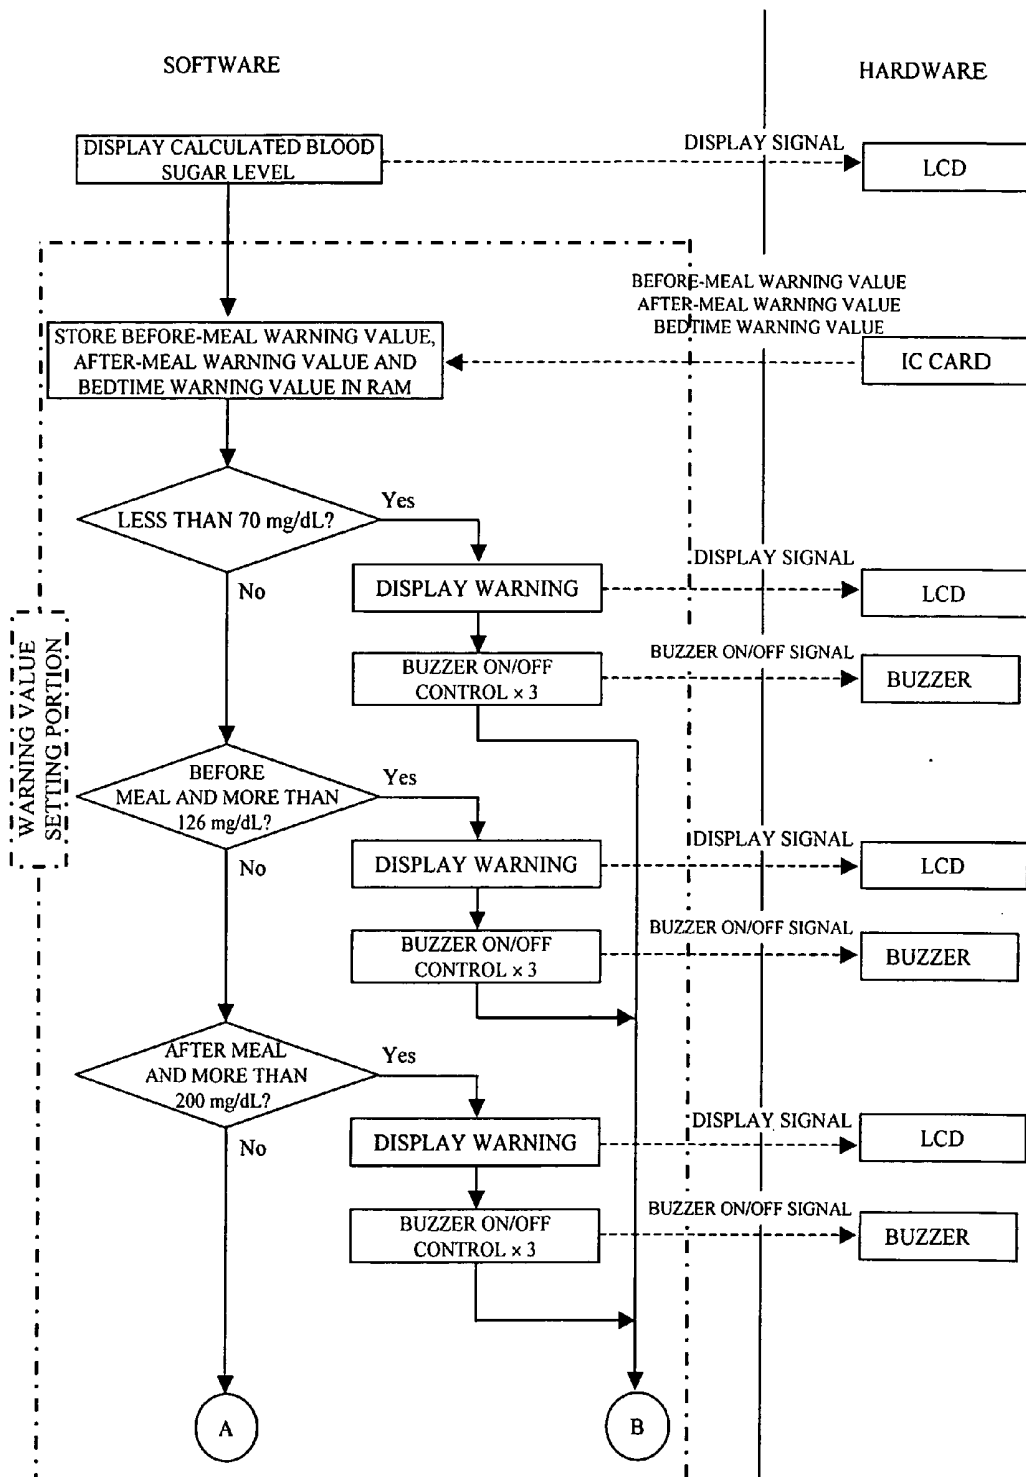 SOFTWARE
HARDWARE
DISPLAY CALCULATED BLOOD
SUGAR LEVEL
DISPLAY SIGNAL
LCD
BEFORE-MEAL WARNING VALUE
AFTER-MEAL WARNING VALUE
BEDTIME WARNING VALUE
STORE BEFORE-MEAL WARNING VALUE,
AFTER-MEAL WARNING VALUE AND
BEDTIME WARNING VALUE IN RAM
IC CARD
LESS THAN 70 mg/dL?
Yes
No
DISPLAY WARNING
DISPLAY SIGNAL
LCD
BUZZER ON/OFF
CONTROL × 3
BUZZER ON/OFF SIGNAL
BUZZER
WARNING VALUE
SETTING PORTION
BEFORE
MEAL AND MORE THAN
126 mg/dL?
Yes
No
DISPLAY WARNING
DISPLAY SIGNAL
LCD
BUZZER ON/OFF
CONTROL × 3
BUZZER ON/OFF SIGNAL
BUZZER
AFTER MEAL
AND MORE THAN
200 mg/dL?
Yes
No
DISPLAY WARNING
DISPLAY SIGNAL
LCD
BUZZER ON/OFF
CONTROL × 3
BUZZER ON/OFF SIGNAL
BUZZER
A
B